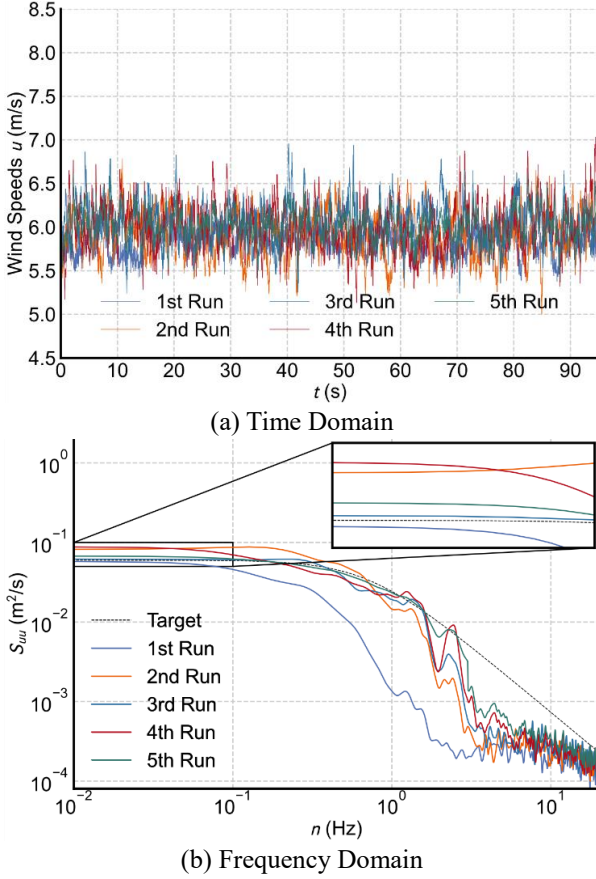 8.5
8.0
7.5
7.0
6.5
6.0
5.5
5.0
4.5
Wind Speeds u (m/s)
1st Run 3rd Run 5th Run
2nd Run 4th Run
0 10 20 30 40 50 60 70 80 90
t (s)
(a) Time Domain
10⁰
10⁻¹
10⁻²
10⁻³
10⁻⁴
Suu (m²/s)
Target
1st Run
2nd Run
3rd Run
4th Run
5th Run
10⁻² 10⁻¹ 10⁰ 10¹
n (Hz)
(b) Frequency Domain